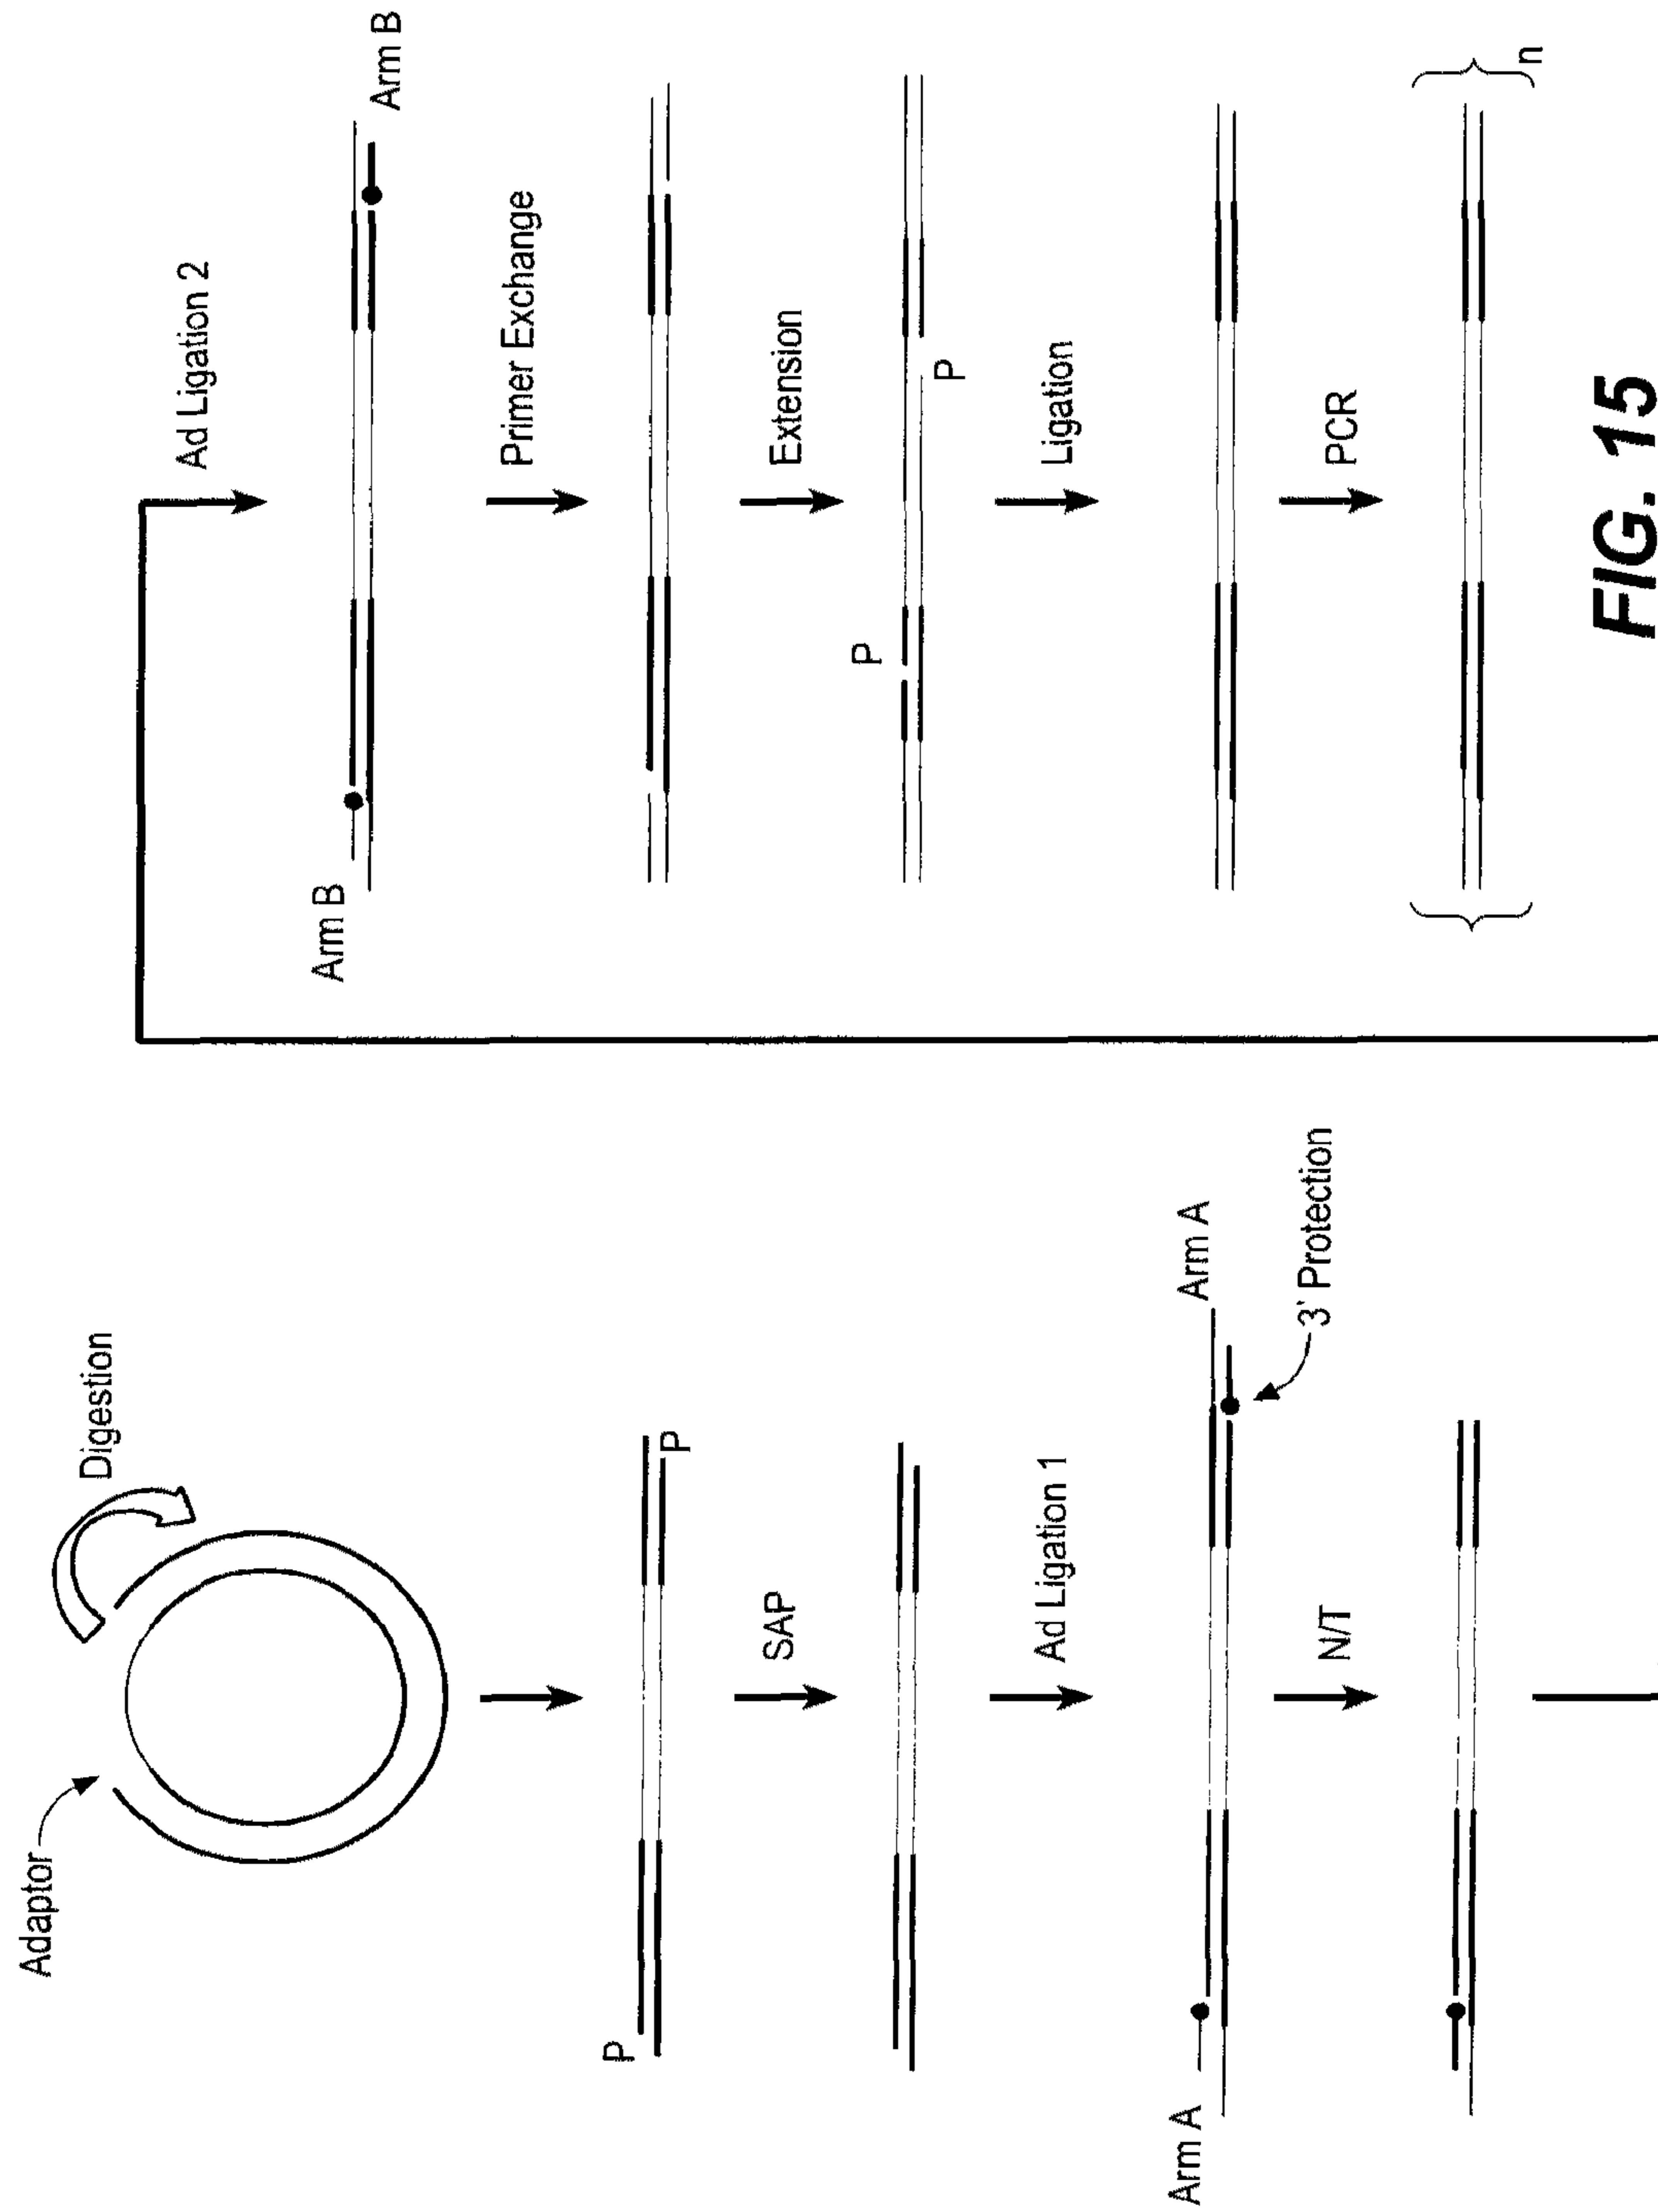 Adaptor
Digestion
P
P
SAP
Ad Ligation 1
Arm A
Arm A
3' Protection
N/T
Ad Ligation 2
Arm B
Arm B
Primer Exchange
Extension
P
P
Ligation
PCR
n
FIG. 15